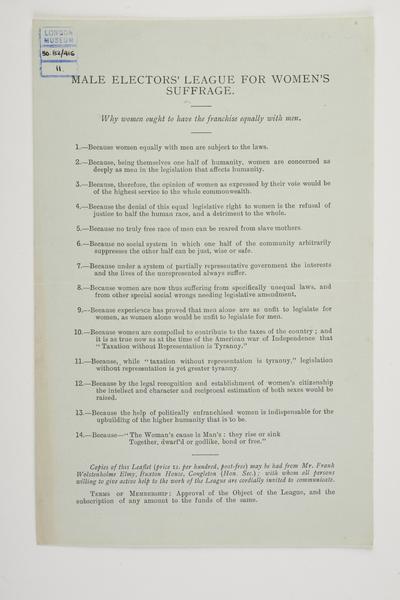 LONDON
MUSEUM
50.82/916
11.
MALE ELECTORS' LEAGUE FOR WOMEN'S
SUFFRAGE.
Why women ought to have the franchise equally with men.
1.—Because women equally with men are subject to the laws.
2.—Because, being themselves one half of humanity, women are concerned as
deeply as men in the legislation that affects humanity.
3.—Because, therefore, the opinion of women as expressed by their vote would be
of the highest service to the whole commonwealth.
4.—Because the denial of this equal legislative right to women is the refusal of
justice to half the human race, and a detriment to the whole.
5.—Because no truly free race of men can be reared from slave mothers.
6.—Because no social system in which one half of the community arbitrarily
suppresses the other half can be just, wise or safe.
7.—Because under a system of partially representative government the interests
and the lives of the unrepresented always suffer.
8.—Because women are now thus suffering from specifically unequal laws, and
from other special social wrongs needing legislative amendment,
9.—Because experience has proved that men alone are as unfit to legislate for
women, as women alone would be unfit to legislate for men.
10.—Because women are compelled to contribute to the taxes of the country ; and
it is as true now as at the time of the American war of Independence that
" Taxation without Representation is Tyranny."
11.—Because, while " taxation without representation is tyranny," legislation
without representation is yet greater tyranny.
12.—Because by the legal recognition and establishment of women's citizenship
the intellect and character and reciprocal estimation of both sexes would be
raised.
13.—Because the help of politically enfranchised women is indispensable for the
upbuilding of the higher humanity that is to be.
14.—Because—" The Woman's cause is Man's : they rise or sink
Together, dwarf'd or godlike, bond or free."
Copies of this Leaflet (price 1s. per hundred, post-free) may be had from Mr. Frank
Wolstenholme Elmy, Buxton House, Congleton (Hon. Sec.) ; with whom all persons
willing to give active help to the work of the League are cordially invited to communicate.
TERMS OF MEMBERSHIP; Approval of the Object of the League, and the
subscription of any amount to the funds of the same.